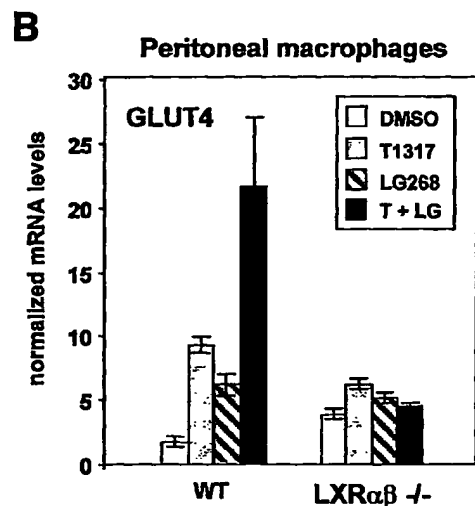 B
Peritoneal macrophages
GLUT4
DMSO
T1317
LG268
T + LG
normalized mRNA levels
30
25
20
15
10
5
0
WT
LXRαβ -/-